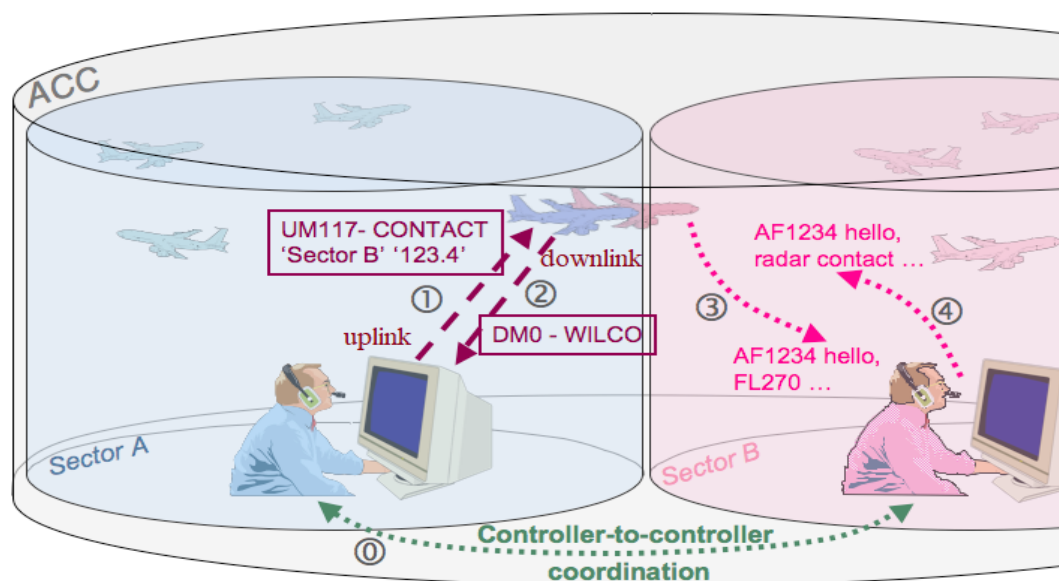 ACC
UM117- CONTACT
‘Sector B’ ‘123.4’
downlink
①
②
uplink
DM0 - WILCO
AF1234 hello,
radar contact ...
③
④
AF1234 hello,
FL270 ...
Sector A
Sector B
⓪
Controller-to-controller
coordination